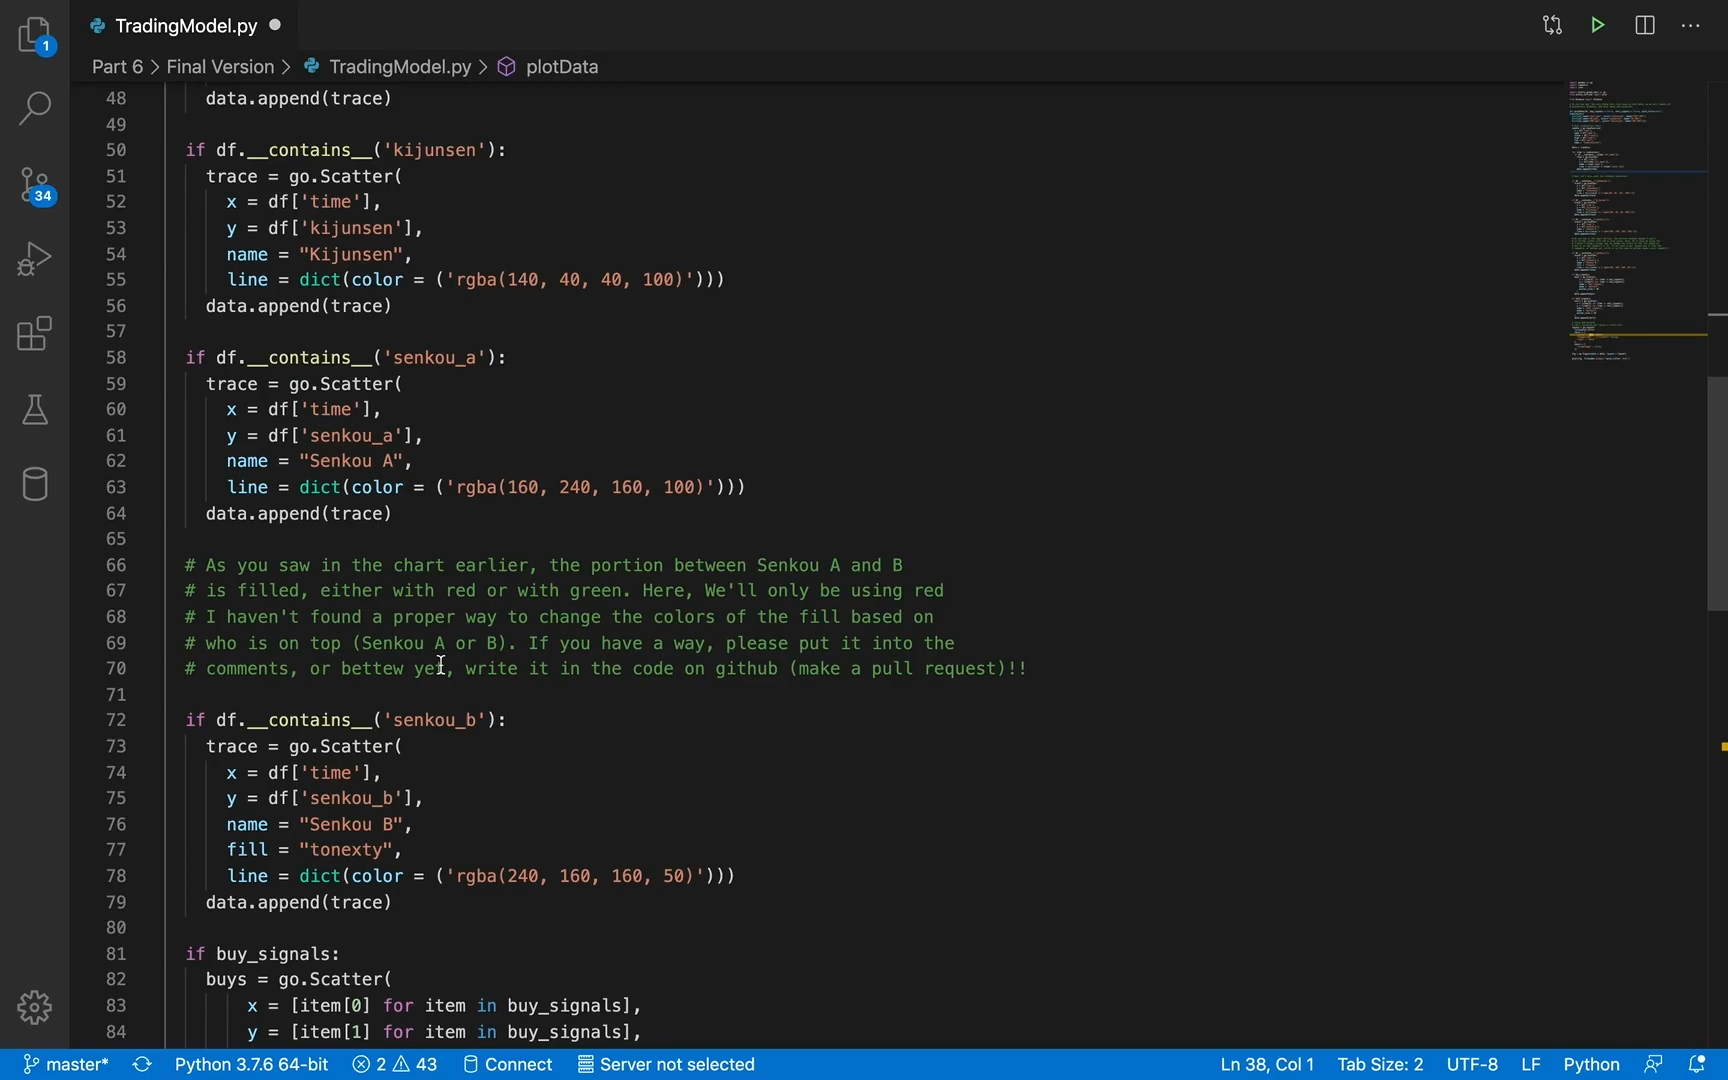 TradingModel.py
1
Part 6 > Final Version > TradingModel.py > plotData
48 data.append(trace)
49
50 if df.__contains__('kijunsen'):
51 trace = go.Scatter(
52 x = df['time'],
53 y = df['kijunsen'],
54 name = "Kijunsen",
55 line = dict(color = ('rgba(140, 40, 40, 100)')))
56 data.append(trace)
57
58 if df.__contains__('senkou_a'):
59 trace = go.Scatter(
60 x = df['time'],
61 y = df['senkou_a'],
62 name = "Senkou A",
63 line = dict(color = ('rgba(160, 240, 160, 100)')))
64 data.append(trace)
65
66 # As you saw in the chart earlier, the portion between Senkou A and B
67 # is filled, either with red or with green. Here, We'll only be using red
68 # I haven't found a proper way to change the colors of the fill based on
69 # who is on top (Senkou A or B). If you have a way, please put it into the
70 # comments, or bettew yet, write it in the code on github (make a pull request)!!
71
72 if df.__contains__('senkou_b'):
73 trace = go.Scatter(
74 x = df['time'],
75 y = df['senkou_b'],
76 name = "Senkou B",
77 fill = "tonexty",
78 line = dict(color = ('rgba(240, 160, 160, 50)')))
79 data.append(trace)
80
81 if buy_signals:
82 buys = go.Scatter(
83 x = [item[0] for item in buy_signals],
84 y = [item[1] for item in buy_signals],
34
master* Python 3.7.6 64-bit 2 43 Connect Server not selected Ln 38, Col 1 Tab Size: 2 UTF-8 LF Python